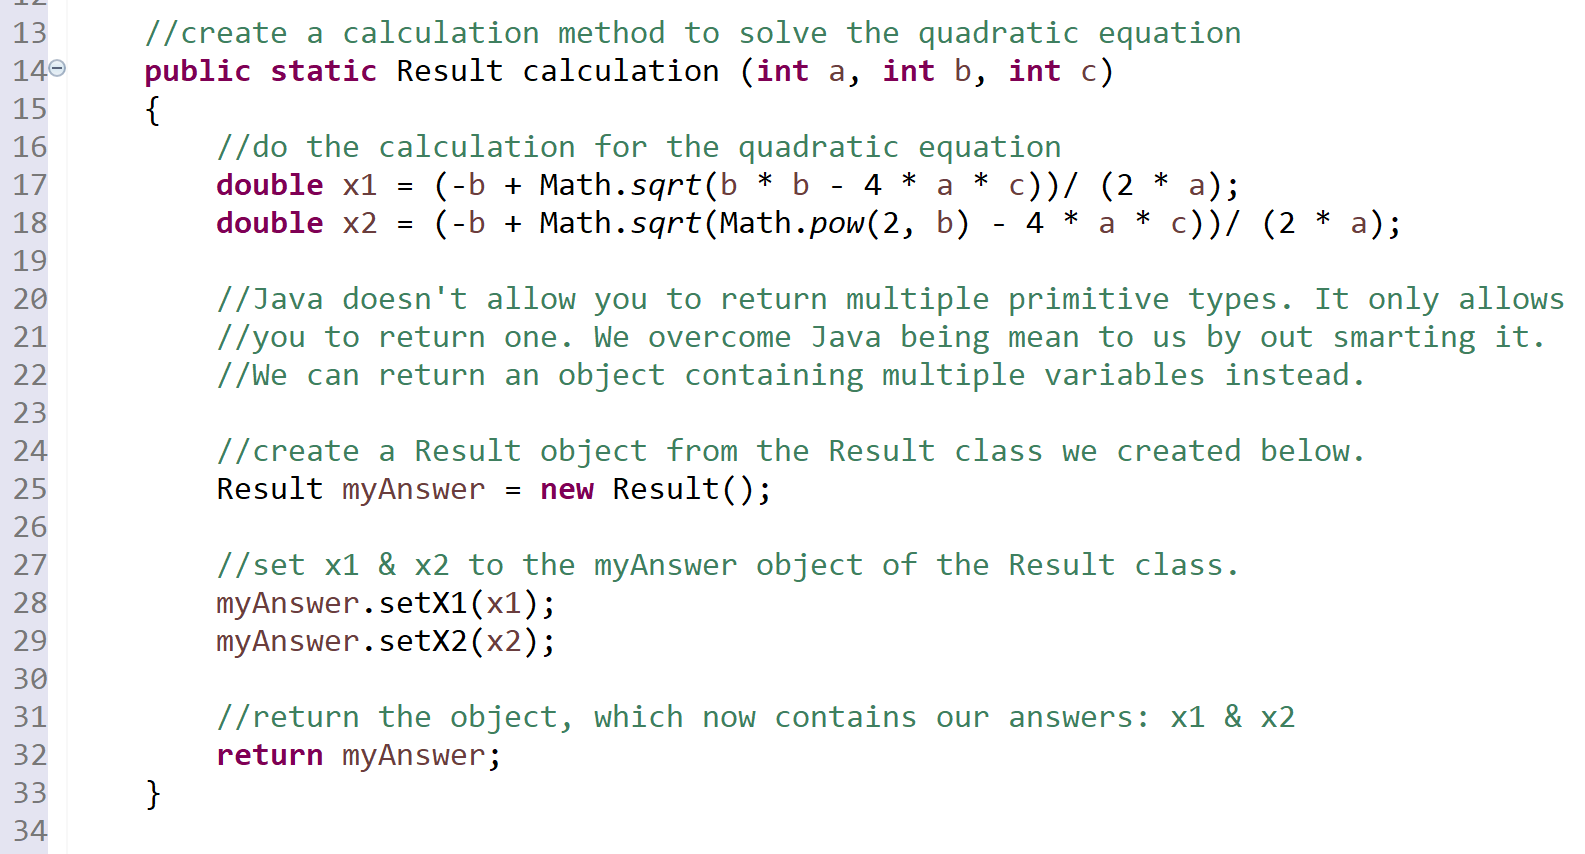 13 //create a calculation method to solve the quadratic equation
14 public static Result calculation (int a, int b, int c)
15 {
16 //do the calculation for the quadratic equation
17 double x1 = (-b + Math.sqrt(b * b - 4 * a * c))/ (2 * a);
18 double x2 = (-b + Math.sqrt(Math.pow(2, b) - 4 * a * c))/ (2 * a);
19
20 //Java doesn't allow you to return multiple primitive types. It only allows
21 //you to return one. We overcome Java being mean to us by out smarting it.
22 //We can return an object containing multiple variables instead.
23
24 //create a Result object from the Result class we created below.
25 Result myAnswer = new Result();
26
27 //set x1 & x2 to the myAnswer object of the Result class.
28 myAnswer.setX1(x1);
29 myAnswer.setX2(x2);
30
31 //return the object, which now contains our answers: x1 & x2
32 return myAnswer;
33 }
34